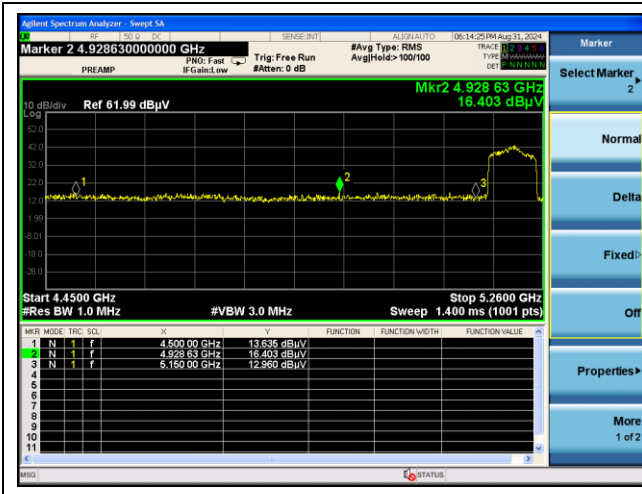 Agilent Spectrum Analyzer - Swept SA
RF 50 Ω DC SENSE:INT ALIGN AUTO 06:14:25 PM Aug 31, 2024
Marker 2 4.928630000000 GHz
#Avg Type: RMS
TRACE 1 2 3 4 5 6
PNO: Fast Trig: Free Run Avg|Hold:> 100/100
TYPE
PREAMP IFGain:Low #Atten: 0 dB
DET P N N N N N
Mkr2 4.928 63 GHz
10 dB/div Ref 61.99 dBµV 16.403 dBµV
Log
52.0
42.0
32.0
22.0
12.0
1.99
-8.01
-18.0
-28.0
1
2
3
Start 4.4500 GHz Stop 5.2600 GHz
#Res BW 1.0 MHz #VBW 3.0 MHz Sweep 1.400 ms (1001 pts)
MKR MODE TRC SCL X Y FUNCTION FUNCTION WIDTH FUNCTION VALUE
1 N 1 f 4.500 00 GHz 13.635 dBµV
2 N 1 f 4.928 63 GHz 16.403 dBµV
3 N 1 f 5.150 00 GHz 12.960 dBµV
4
5
6
7
8
9
10
11
MSG STATUS
Marker
Select Marker
2
Normal
Delta
Fixed
Off
Properties
More
1 of 2